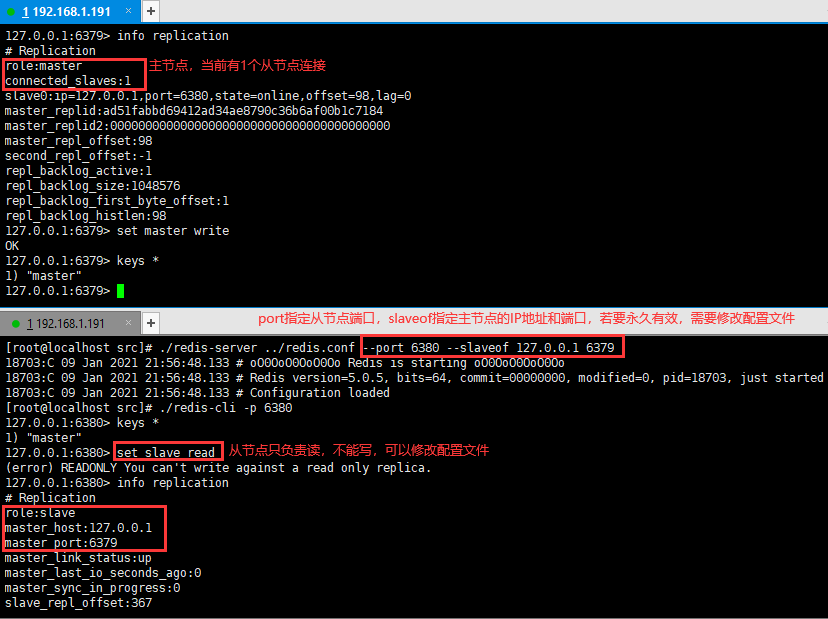 1 192.168.1.191 × +
127.0.0.1:6379> info replication
# Replication
role:master 主节点，当前有1个从节点连接
connected_slaves:1
slave0:ip=127.0.0.1,port=6380,state=online,offset=98,lag=0
master_replid:ad51fabbd69412ad34ae8790c36b6af00b1c7184
master_replid2:0000000000000000000000000000000000000000
master_repl_offset:98
second_repl_offset:-1
repl_backlog_active:1
repl_backlog_size:1048576
repl_backlog_first_byte_offset:1
repl_backlog_histlen:98
127.0.0.1:6379> set master write
OK
127.0.0.1:6379> keys *
1) "master"
127.0.0.1:6379>
1 192.168.1.191 × + port指定从节点端口，slaveof指定主节点的IP地址和端口，若要永久有效，需要修改配置文件
[root@localhost src]# ./redis-server ../redis.conf --port 6380 --slaveof 127.0.0.1 6379
18703:C 09 Jan 2021 21:56:48.133 # oO0OoO0OoO0Oo Redis is starting oO0OoO0OoO0Oo
18703:C 09 Jan 2021 21:56:48.133 # Redis version=5.0.5, bits=64, commit=00000000, modified=0, pid=18703, just started
18703:C 09 Jan 2021 21:56:48.133 # Configuration loaded
[root@localhost src]# ./redis-cli -p 6380
127.0.0.1:6380> keys *
1) "master"
127.0.0.1:6380> set slave read 从节点只负责读，不能写，可以修改配置文件
(error) READONLY You can't write against a read only replica.
127.0.0.1:6380> info replication
# Replication
role:slave
master_host:127.0.0.1
master_port:6379
master_link_status:up
master_last_io_seconds_ago:0
master_sync_in_progress:0
slave_repl_offset:367